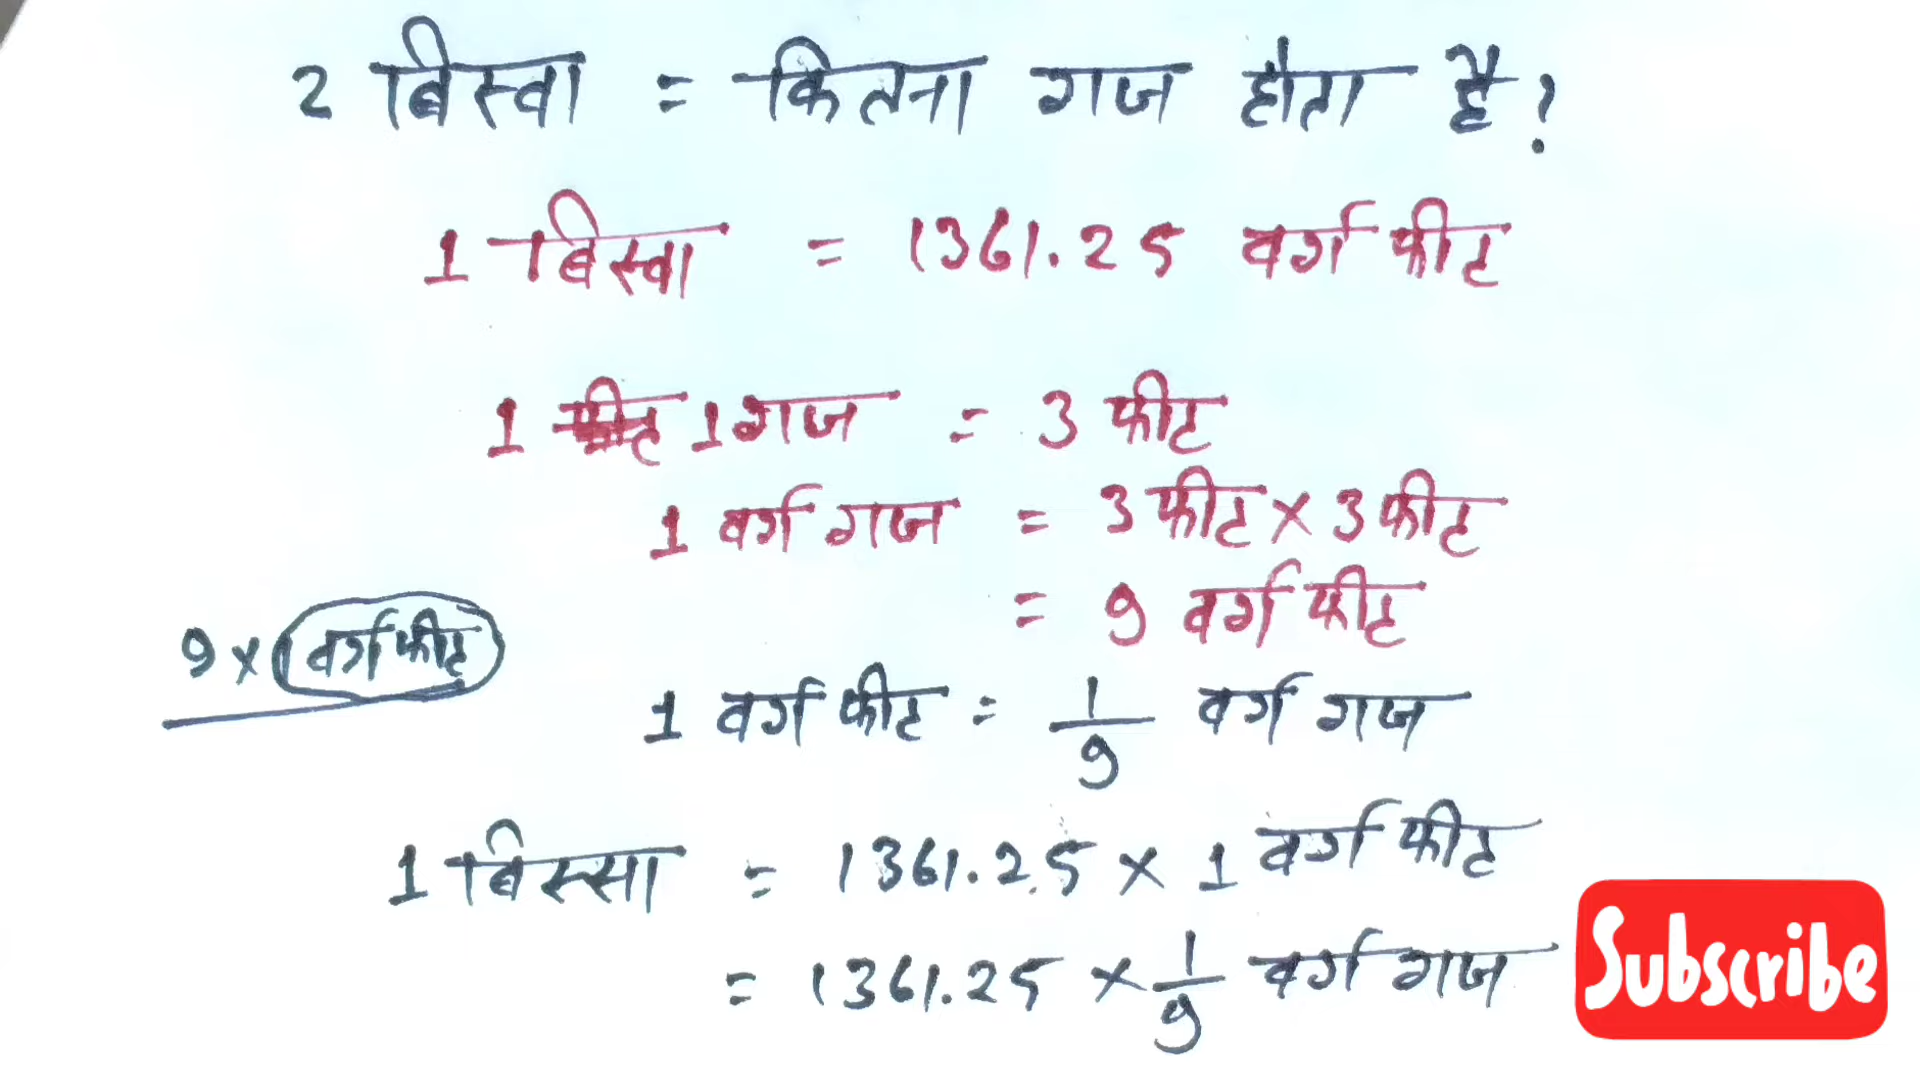 2 बिस्वा = कितना गज होता है?
1 बिस्वा = 1361.25 वर्ग फीट
1 फीट 1 गज = 3 फीट
1 वर्ग गज = 3 फीट × 3 फीट
= 9 वर्ग फीट
9 × वर्ग फीट
1 वर्ग फीट = 1/9 वर्ग गज
1 बिस्सा = 1361.25 × 1 वर्ग फीट
= 1361.25 × 1/9 वर्ग गज
Subscribe